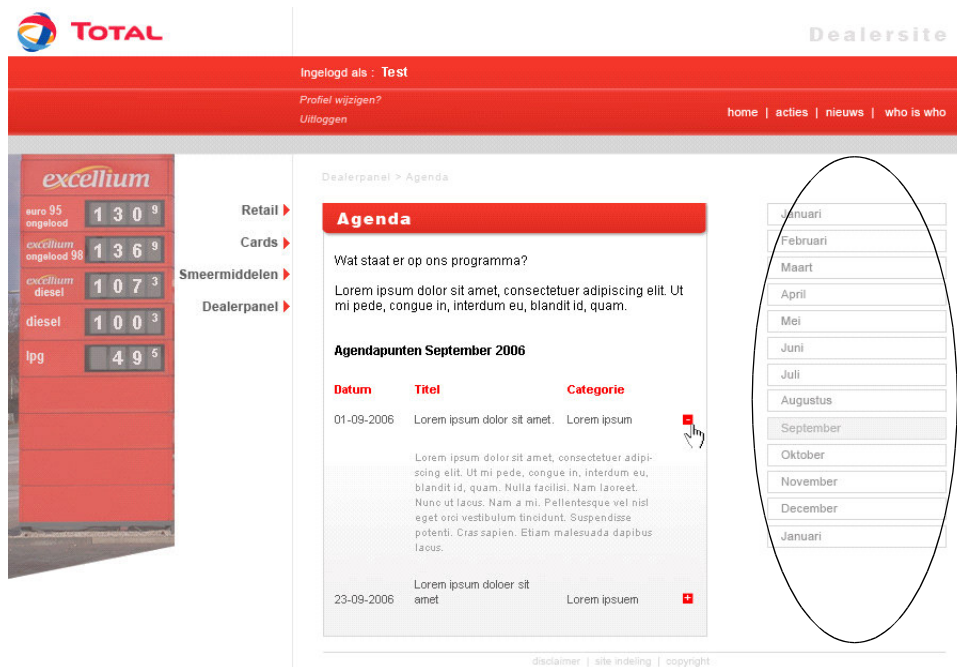 TOTAL
Dealersite
Ingelogd als : Test
Profiel wijzigen?
Uitloggen
home | acties | nieuws | who is who
excellium
euro 95
ongelood
1 3 0 9
excellium
ongelood 98
1 3 6 9
excellium
diesel
1 0 7 3
diesel
1 0 0 3
lpg
4 9 5
Retail
Cards
Smeermiddelen
Dealerpanel
Dealerpanel > Agenda
Agenda
Wat staat er op ons programma?
Lorem ipsum dolor sit amet, consectetuer adipiscing elit. Ut
mi pede, congue in, interdum eu, blandit id, quam.
Agendapunten September 2006
Datum Titel Categorie
01-09-2006 Lorem ipsum dolor sit amet. Lorem ipsum
Lorem ipsum dolor sit amet, consectetuer adipi-
scing elit. Ut mi pede, congue in, interdum eu,
blandit id, quam. Nulla facilisi. Nam laoreet.
Nunc ut lacus. Nam a mi. Pellentesque vel nisl
eget orci vestibulum tincidunt. Suspendisse
potenti. Cras sapien. Etiam malesuada dapibus
lacus.
Lorem ipsum doloer sit
23-09-2006 amet Lorem ipsuem
Januari
Februari
Maart
April
Mei
Juni
Juli
Augustus
September
Oktober
November
December
Januari
disclaimer | site indeling | copyright